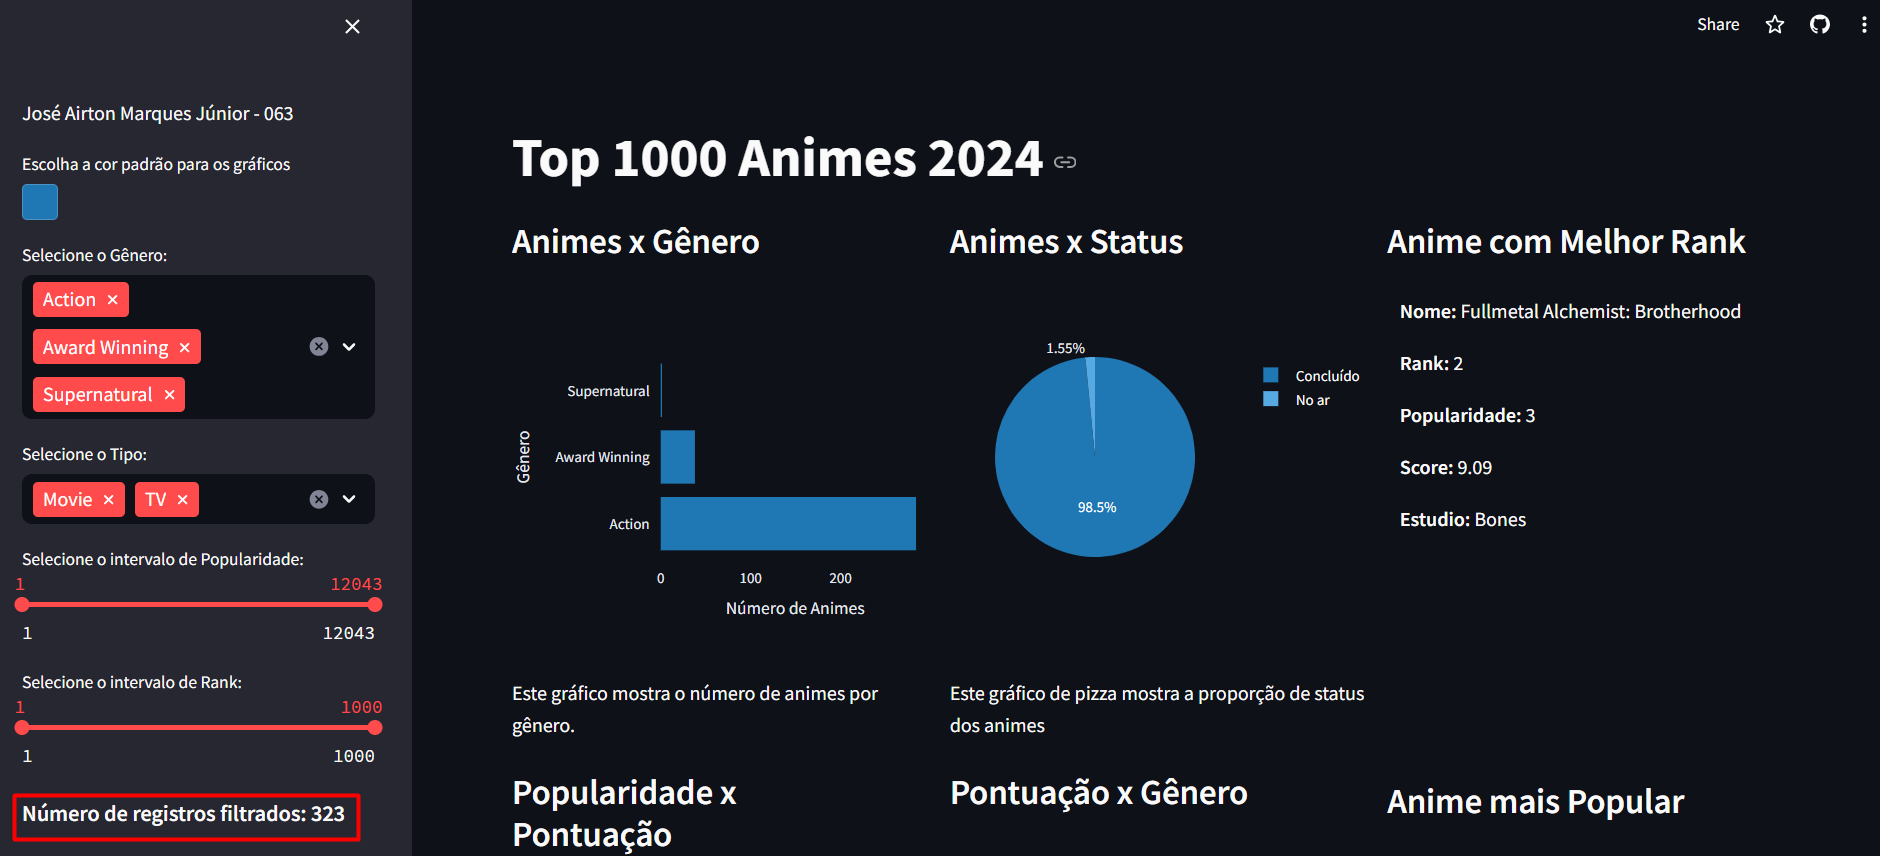 Share
José Airton Marques Júnior - 063
Escolha a cor padrão para os gráficos
Selecione o Gênero:
Action
Award Winning
Supernatural
Selecione o Tipo:
Movie TV
Selecione o intervalo de Popularidade:
1 12043
1 12043
Selecione o intervalo de Rank:
1 1000
1 1000
Número de registros filtrados: 323
Top 1000 Animes 2024
Animes x Gênero
Supernatural
Award Winning
Action
Gênero
0 100 200
Número de Animes
Este gráfico mostra o número de animes por
gênero.
Animes x Status
1.55%
98.5%
Concluído
No ar
Este gráfico de pizza mostra a proporção de status
dos animes
Anime com Melhor Rank
Nome: Fullmetal Alchemist: Brotherhood
Rank: 2
Popularidade: 3
Score: 9.09
Estudio: Bones
Popularidade x
Pontuação
Pontuação x Gênero
Anime mais Popular